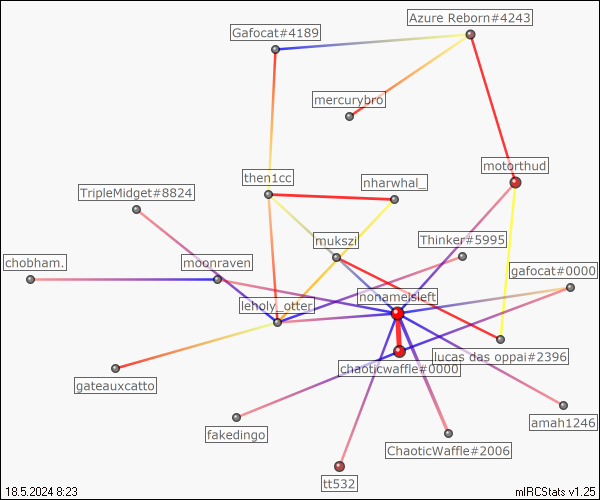 Azure Reborn#4243
Gafocat#4189
mercurybro
motorthud
then1cc
nharwhal_
TripleMidget#8824
mukszi
Thinker#5995
chobham.
moonraven
gafocat#0000
nonameisleft
leholy_otter
lucas das oppai#2396
chaoticwaffle#0000
gateauxcatto
amah1246
fakedingo
ChaoticWaffle#2006
tt532
18.5.2024 8:23
mIRCStats v1.25